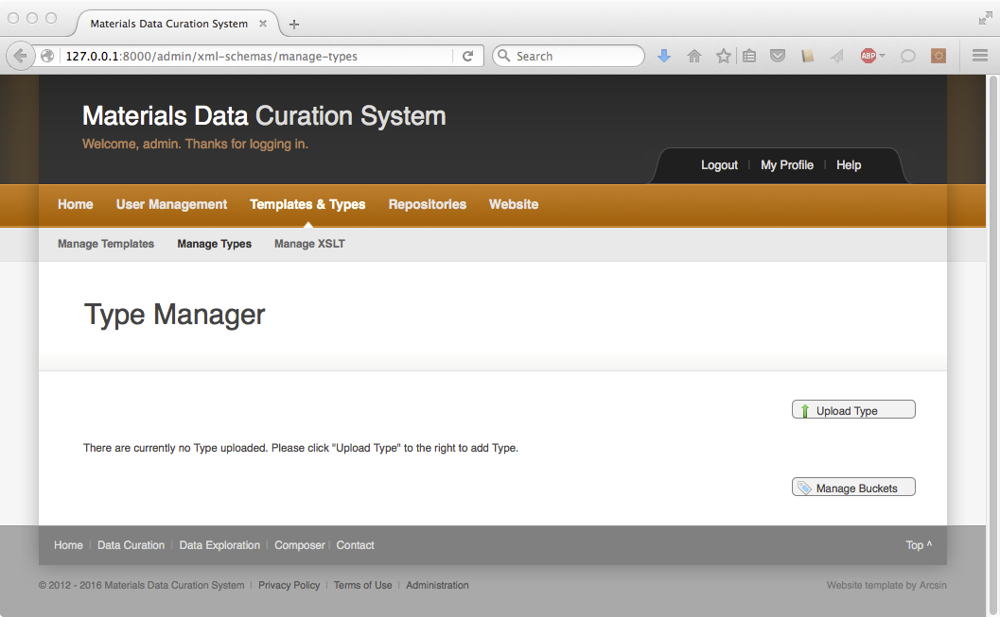 Materials Data Curation System
127.0.0.1:8000/admin/xml-schemas/manage-types
Search
ABP
Materials Data Curation System
Welcome, admin. Thanks for logging in.
Logout | My Profile | Help
Home User Management Templates & Types Repositories Website
Manage Templates Manage Types Manage XSLT
Type Manager
Upload Type
There are currently no Type uploaded. Please click "Upload Type" to the right to add Type.
Manage Buckets
Home | Data Curation | Data Exploration | Composer | Contact Top ^
© 2012 - 2016 Materials Data Curation System | Privacy Policy | Terms of Use | Administration Website template by Arcsin